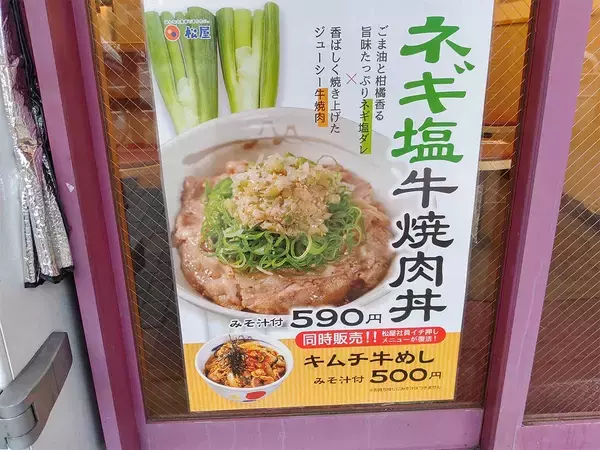 松屋
ネギ塩牛焼肉丼
ごま油と柑橘香る
旨味たっぷりネギ塩ダレ
×
香ばしく焼き上げた
ジューシー牛焼肉
みそ汁付 590円
同時販売!!
松屋社員イチ押し
メニューが復活!
キムチ牛めし
みそ汁付 500円